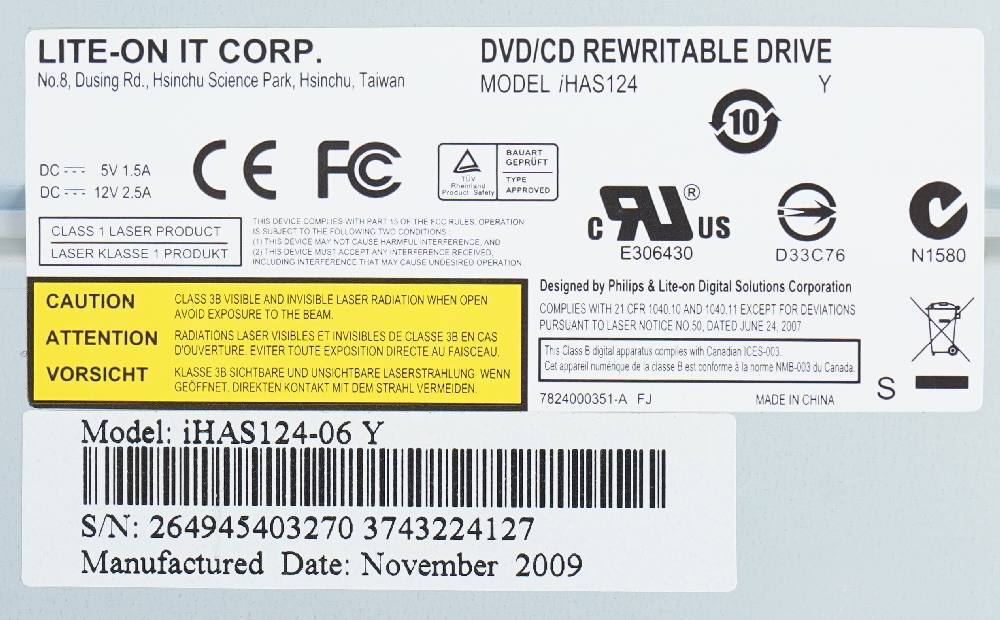 LITE-ON IT CORP.
No.8, Dusing Rd., Hsinchu Science Park, Hsinchu, Taiwan
DVD/CD REWRITABLE DRIVE
MODEL iHAS124 Y
10
DC 5V 1.5A
DC 12V 2.5A
CE FC
TÜV
Rheinland
Product Safety
BAUART
GEPRÜFT
TYPE
APPROVED
c RU ® US
E306430
D33C76
N1580
CLASS 1 LASER PRODUCT
LASER KLASSE 1 PRODUKT
THIS DEVICE COMPLIES WITH PART 15 OF THE FCC RULES. OPERATION
IS SUBJECT TO THE FOLLOWING TWO CONDITIONS :
(1) THIS DEVICE MAY NOT CAUSE HARMFUL INTERFERENCE, AND
(2) THIS DEVICE MUST ACCEPT ANY INTERFERENCE RECEIVED,
INCLUDING INTERFERENCE THAT MAY CAUSE UNDESIRED OPERATION.
CAUTION CLASS 3B VISIBLE AND INVISIBLE LASER RADIATION WHEN OPEN
AVOID EXPOSURE TO THE BEAM.
ATTENTION RADIATIONS LASER VISIBLES ET INVISIBLES DE CLASSE 3B EN CAS
D'OUVERTURE. EVITER TOUTE EXPOSITION DIRECTE AU FAISCEAU.
VORSICHT KLASSE 3B SICHTBARE UND UNSICHTBARE LASERSTRAHLUNG WENN
GEÖFFNET. DIREKTEN KONTAKT MIT DEM STRAHL VERMEIDEN.
Designed by Philips & Lite-on Digital Solutions Corporation
COMPLIES WITH 21 CFR 1040.10 AND 1040.11 EXCEPT FOR DEVIATIONS
PURSUANT TO LASER NOTICE NO.50, DATED JUNE 24, 2007
This Class B digital apparatus complies with Canadian ICES-003.
Cet appareil numérique de la classe B est conforme à la norme NMB-003 du Canada.
7824000351-A FJ MADE IN CHINA
S
Model: iHAS124-06 Y
S/N: 264945403270 3743224127
Manufactured Date: November 2009